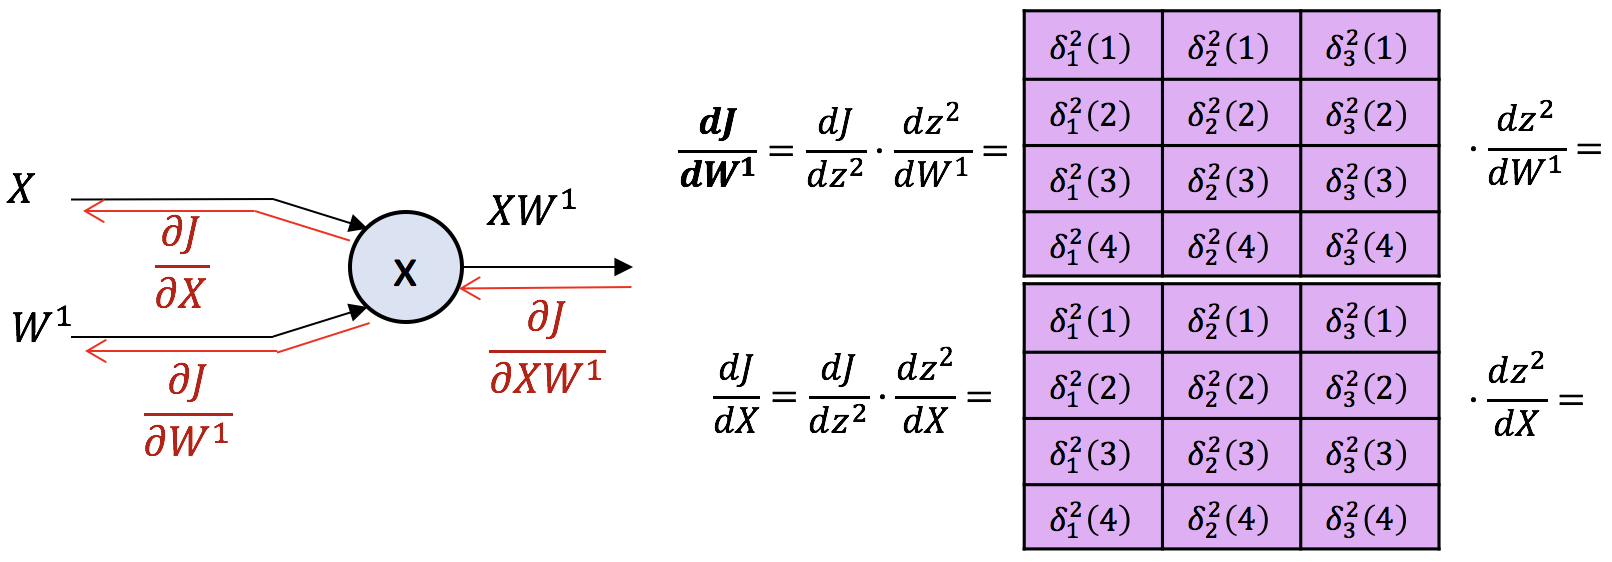 X
∂J/∂X
W¹
∂J/∂W¹
x
XW¹
∂J/∂XW¹
dJ/dW¹ = dJ/dz² · dz²/dW¹ =
δ₁²(1) δ₂²(1) δ₃²(1)
δ₁²(2) δ₂²(2) δ₃²(2)
δ₁²(3) δ₂²(3) δ₃²(3)
δ₁²(4) δ₂²(4) δ₃²(4)
· dz²/dW¹ =
dJ/dX = dJ/dz² · dz²/dX =
δ₁²(1) δ₂²(1) δ₃²(1)
δ₁²(2) δ₂²(2) δ₃²(2)
δ₁²(3) δ₂²(3) δ₃²(3)
δ₁²(4) δ₂²(4) δ₃²(4)
· dz²/dX =